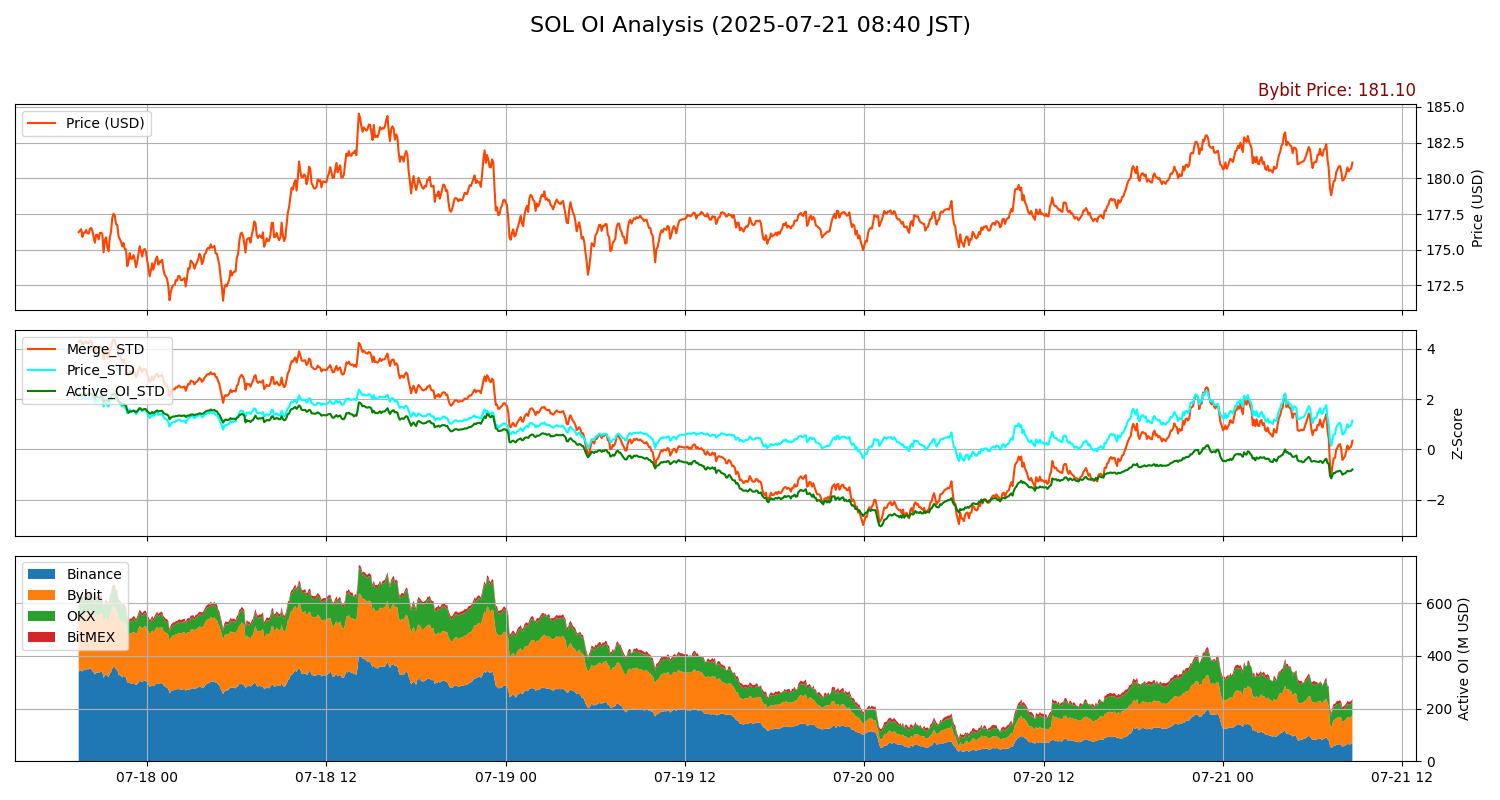 SOL OI Analysis (2025-07-21 08:40 JST)
Bybit Price: 181.10
Price (USD)
185.0
182.5
180.0
177.5
175.0
172.5
Price (USD)
Merge_STD
Price_STD
Active_OI_STD
4
2
0
−2
Z-Score
Binance
Bybit
OKX
BitMEX
600
400
200
0
Active OI (M USD)
07-18 00
07-18 12
07-19 00
07-19 12
07-20 00
07-20 12
07-21 00
07-21 12